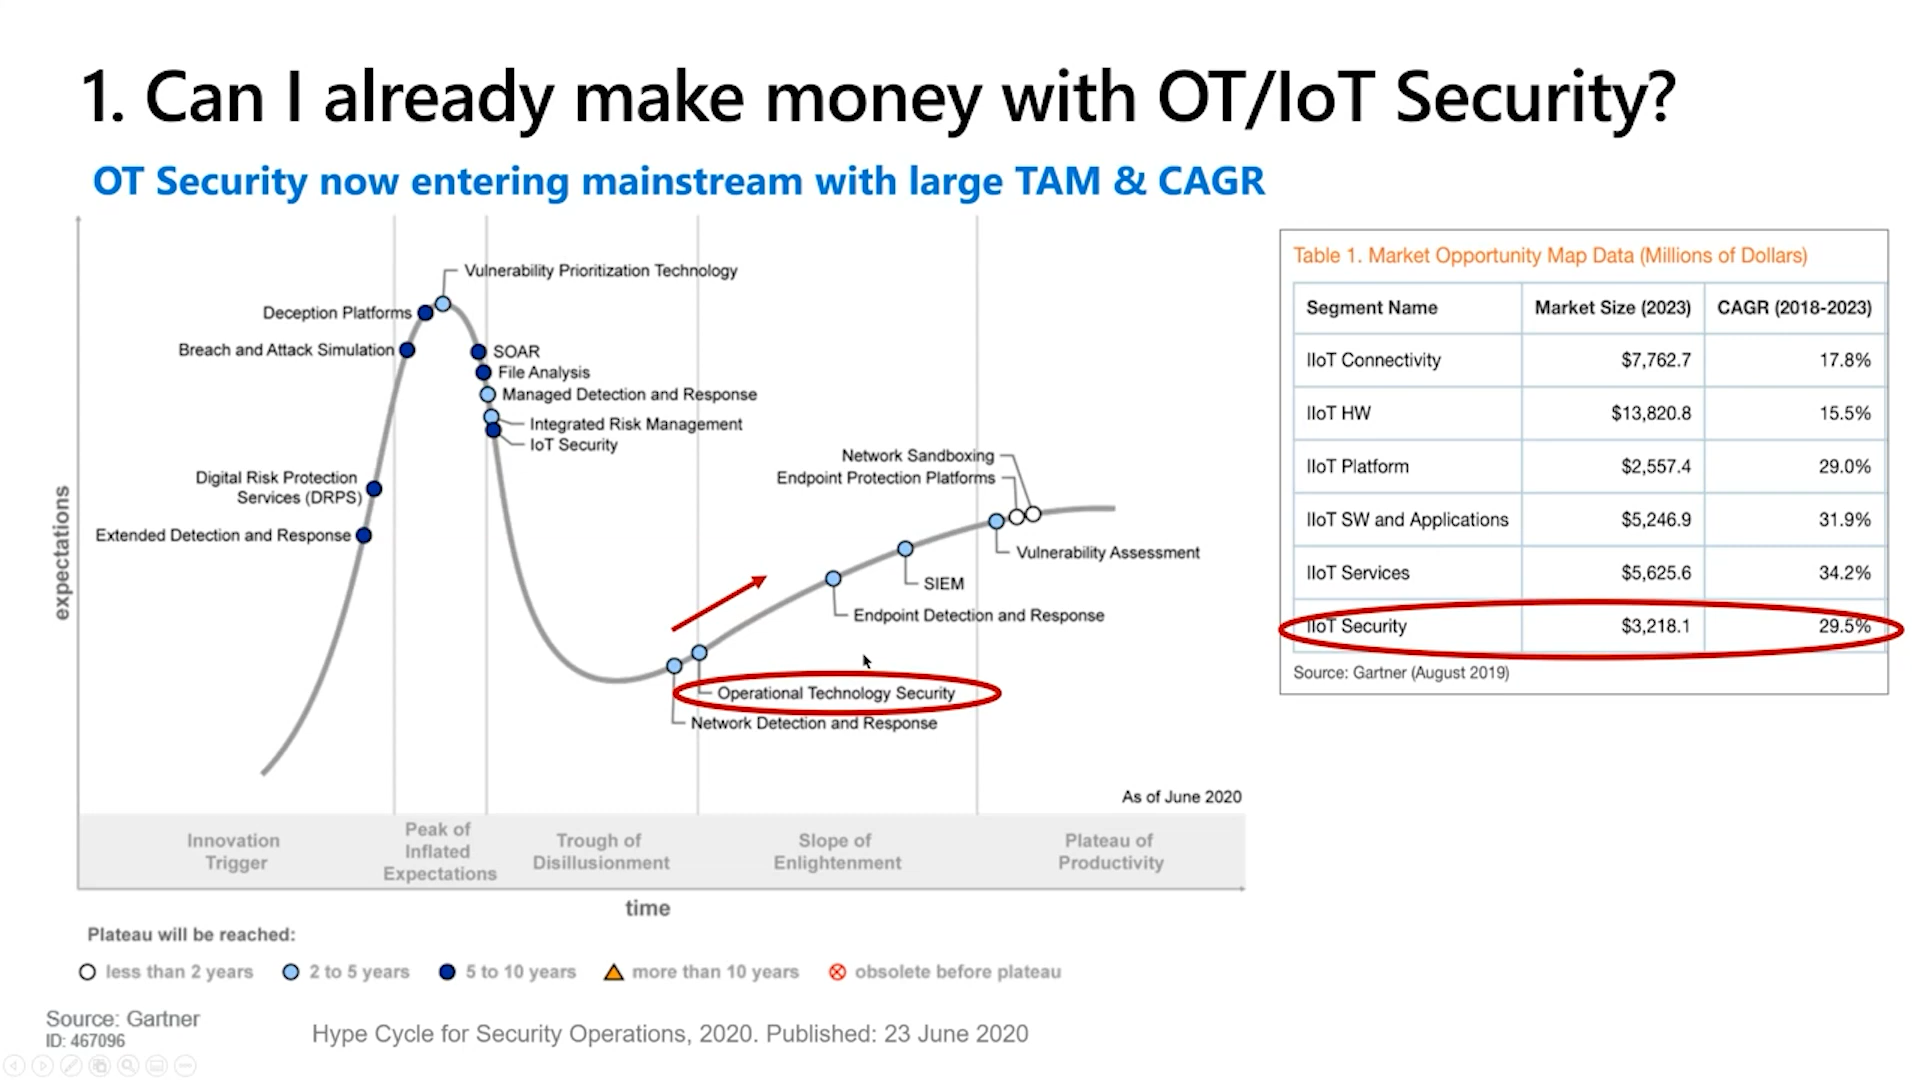 1. Can I already make money with OT/IoT Security?
OT Security now entering mainstream with large TAM & CAGR
expectations
Vulnerability Prioritization Technology
Deception Platforms
Breach and Attack Simulation
SOAR
File Analysis
Managed Detection and Response
Integrated Risk Management
IoT Security
Digital Risk Protection
Services (DRPS)
Extended Detection and Response
Network Sandboxing
Endpoint Protection Platforms
Vulnerability Assessment
SIEM
Endpoint Detection and Response
Operational Technology Security
Network Detection and Response
As of June 2020
Innovation
Trigger
Peak of
Inflated
Expectations
Trough of
Disillusionment
Slope of
Enlightenment
Plateau of
Productivity
time
Plateau will be reached:
less than 2 years 2 to 5 years 5 to 10 years more than 10 years obsolete before plateau
Source: Gartner
ID: 467096
Hype Cycle for Security Operations, 2020. Published: 23 June 2020
Table 1. Market Opportunity Map Data (Millions of Dollars)
Segment Name Market Size (2023) CAGR (2018-2023)
IIoT Connectivity $7,762.7 17.8%
IIoT HW $13,820.8 15.5%
IIoT Platform $2,557.4 29.0%
IIoT SW and Applications $5,246.9 31.9%
IIoT Services $5,625.6 34.2%
IIoT Security $3,218.1 29.5%
Source: Gartner (August 2019)